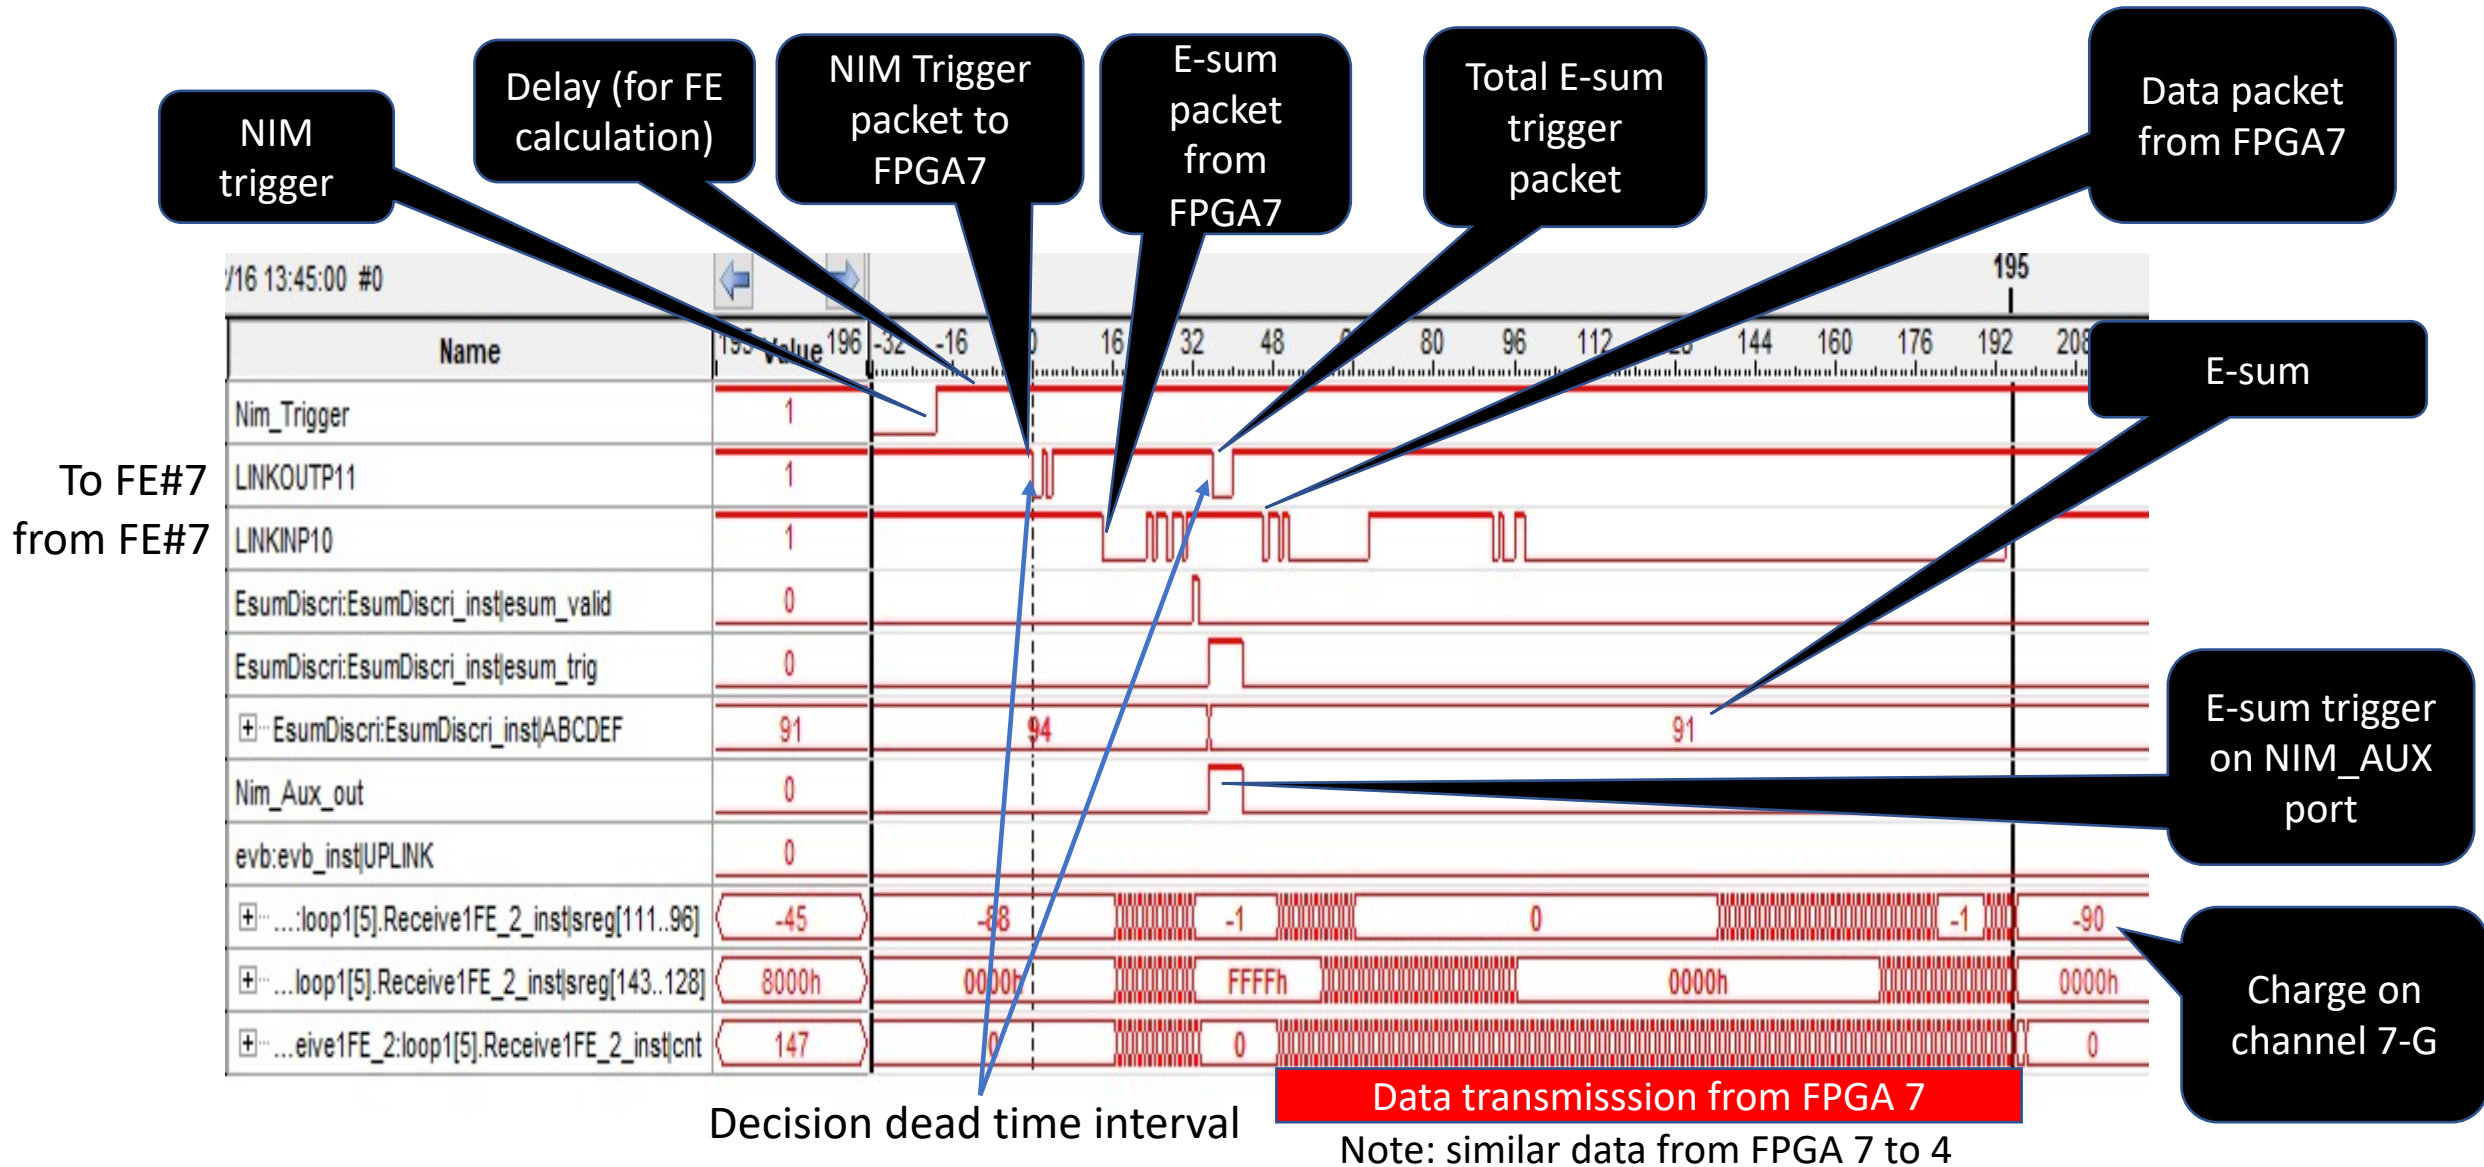 NIM
trigger
Delay (for FE
calculation)
NIM Trigger
packet to
FPGA7
E-sum
packet
from
FPGA7
Total E-sum
trigger
packet
Data packet
from FPGA7
/16 13:45:00 #0
195
Name
195 Value 196
-32 -16 0 16 32 48 80 96 112 144 160 176 192 208
E-sum
Nim_Trigger 1
To FE#7
LINKOUTP11 1
from FE#7
LINKINP10 1
EsumDiscri:EsumDiscri_inst|esum_valid 0
EsumDiscri:EsumDiscri_inst|esum_trig 0
EsumDiscri:EsumDiscri_inst|ABCDEF 91 94 91
E-sum trigger
on NIM_AUX
port
Nim_Aux_out 0
evb:evb_inst|UPLINK 0
...:loop1[5].Receive1FE_2_inst|sreg[111..96] -45 -88 -1 0 -1 -90
...loop1[5].Receive1FE_2_inst|sreg[143..128] 8000h 0000h FFFFh 0000h 0000h
...eive1FE_2:loop1[5].Receive1FE_2_inst|cnt 147 0 0 0
Charge on
channel 7-G
Data transmisssion from FPGA 7
Decision dead time interval
Note: similar data from FPGA 7 to 4